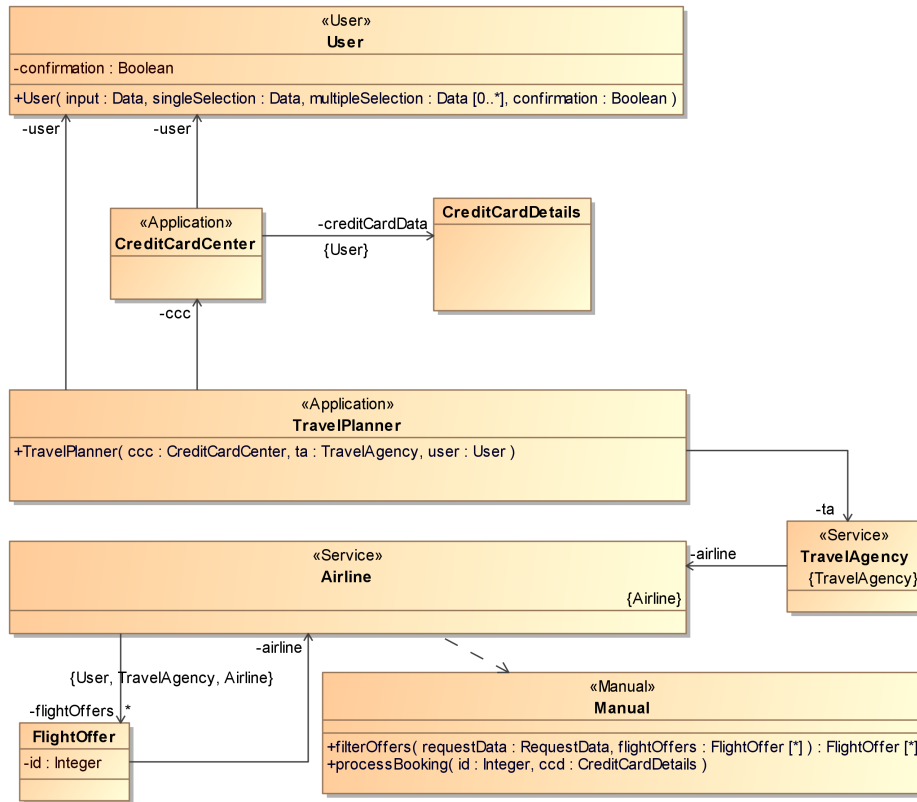 «User»
User
-confirmation : Boolean
+User( input : Data, singleSelection : Data, multipleSelection : Data [0..*], confirmation : Boolean )
-user
-user
«Application»
CreditCardCenter
-creditCardData
{User}
CreditCardDetails
-ccc
«Application»
TravelPlanner
+TravelPlanner( ccc : CreditCardCenter, ta : TravelAgency, user : User )
-ta
«Service»
TravelAgency
{TravelAgency}
-airline
«Service»
Airline
{Airline}
-airline
{User, TravelAgency, Airline}
-flightOffers
*
FlightOffer
-id : Integer
«Manual»
Manual
+filterOffers( requestData : RequestData, flightOffers : FlightOffer [*] ) : FlightOffer [*]
+processBooking( id : Integer, ccd : CreditCardDetails )